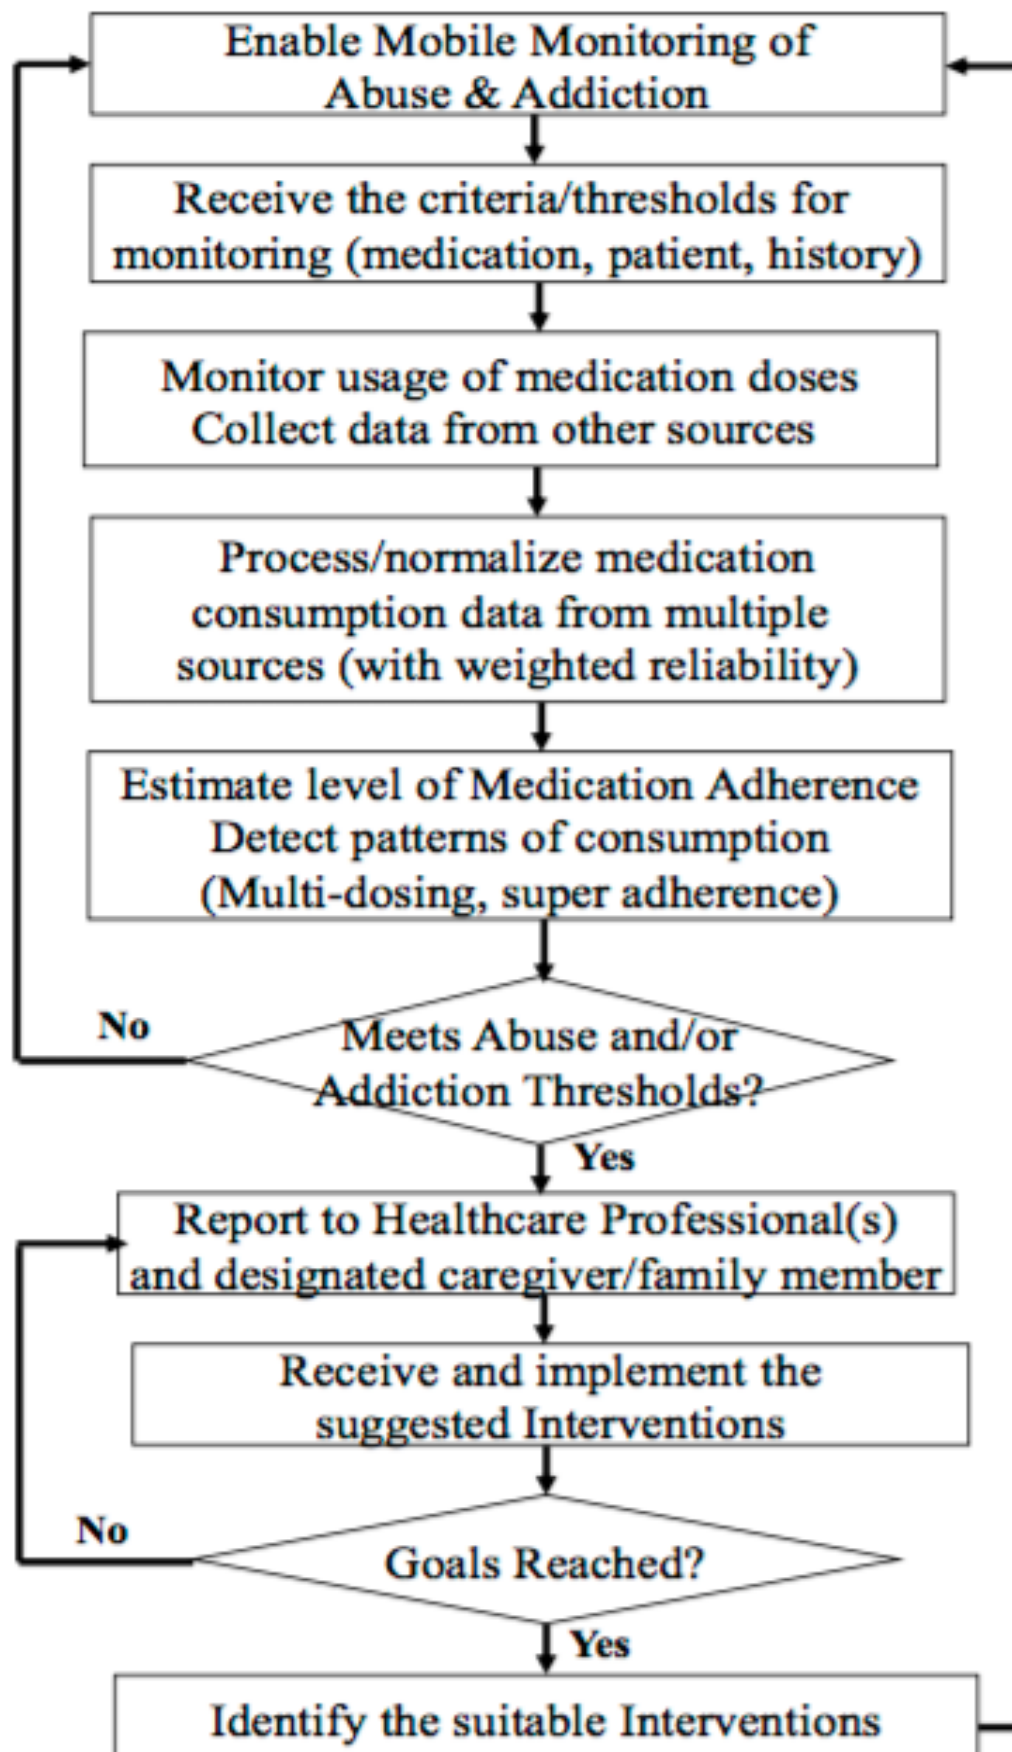 Enable Mobile Monitoring of
Abuse & Addiction
Receive the criteria/thresholds for
monitoring (medication, patient, history)
Monitor usage of medication doses
Collect data from other sources
Process/normalize medication
consumption data from multiple
sources (with weighted reliability)
Estimate level of Medication Adherence
Detect patterns of consumption
(Multi-dosing, super adherence)
No
Meets Abuse and/or
Addiction Thresholds?
Yes
Report to Healthcare Professional(s)
and designated caregiver/family member
Receive and implement the
suggested Interventions
No
Goals Reached?
Yes
Identify the suitable Interventions